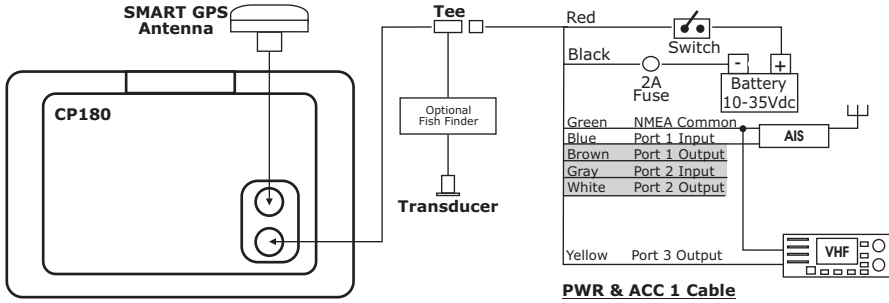 SMART GPS
Antenna
CP180
Tee
Optional
Fish Finder
Transducer
Red
Switch
Black
2A
Fuse
- +
Battery
10-35Vdc
Green NMEA Common
Blue Port 1 Input
Brown Port 1 Output
Gray Port 2 Input
White Port 2 Output
AIS
Yellow Port 3 Output
VHF
PWR & ACC 1 Cable